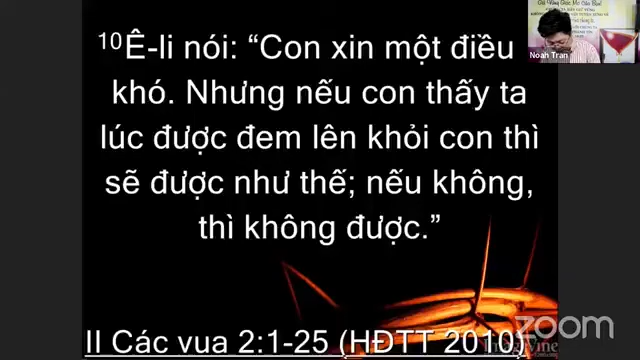 ¹⁰Ê-li nói: “Con xin một điều
khó. Nhưng nếu con thấy ta
lúc được đem lên khỏi con thì
sẽ được như thế; nếu không,
thì không được.”
II Các vua 2:1-25 (HĐTT 2010)
zoom
Noah Tran